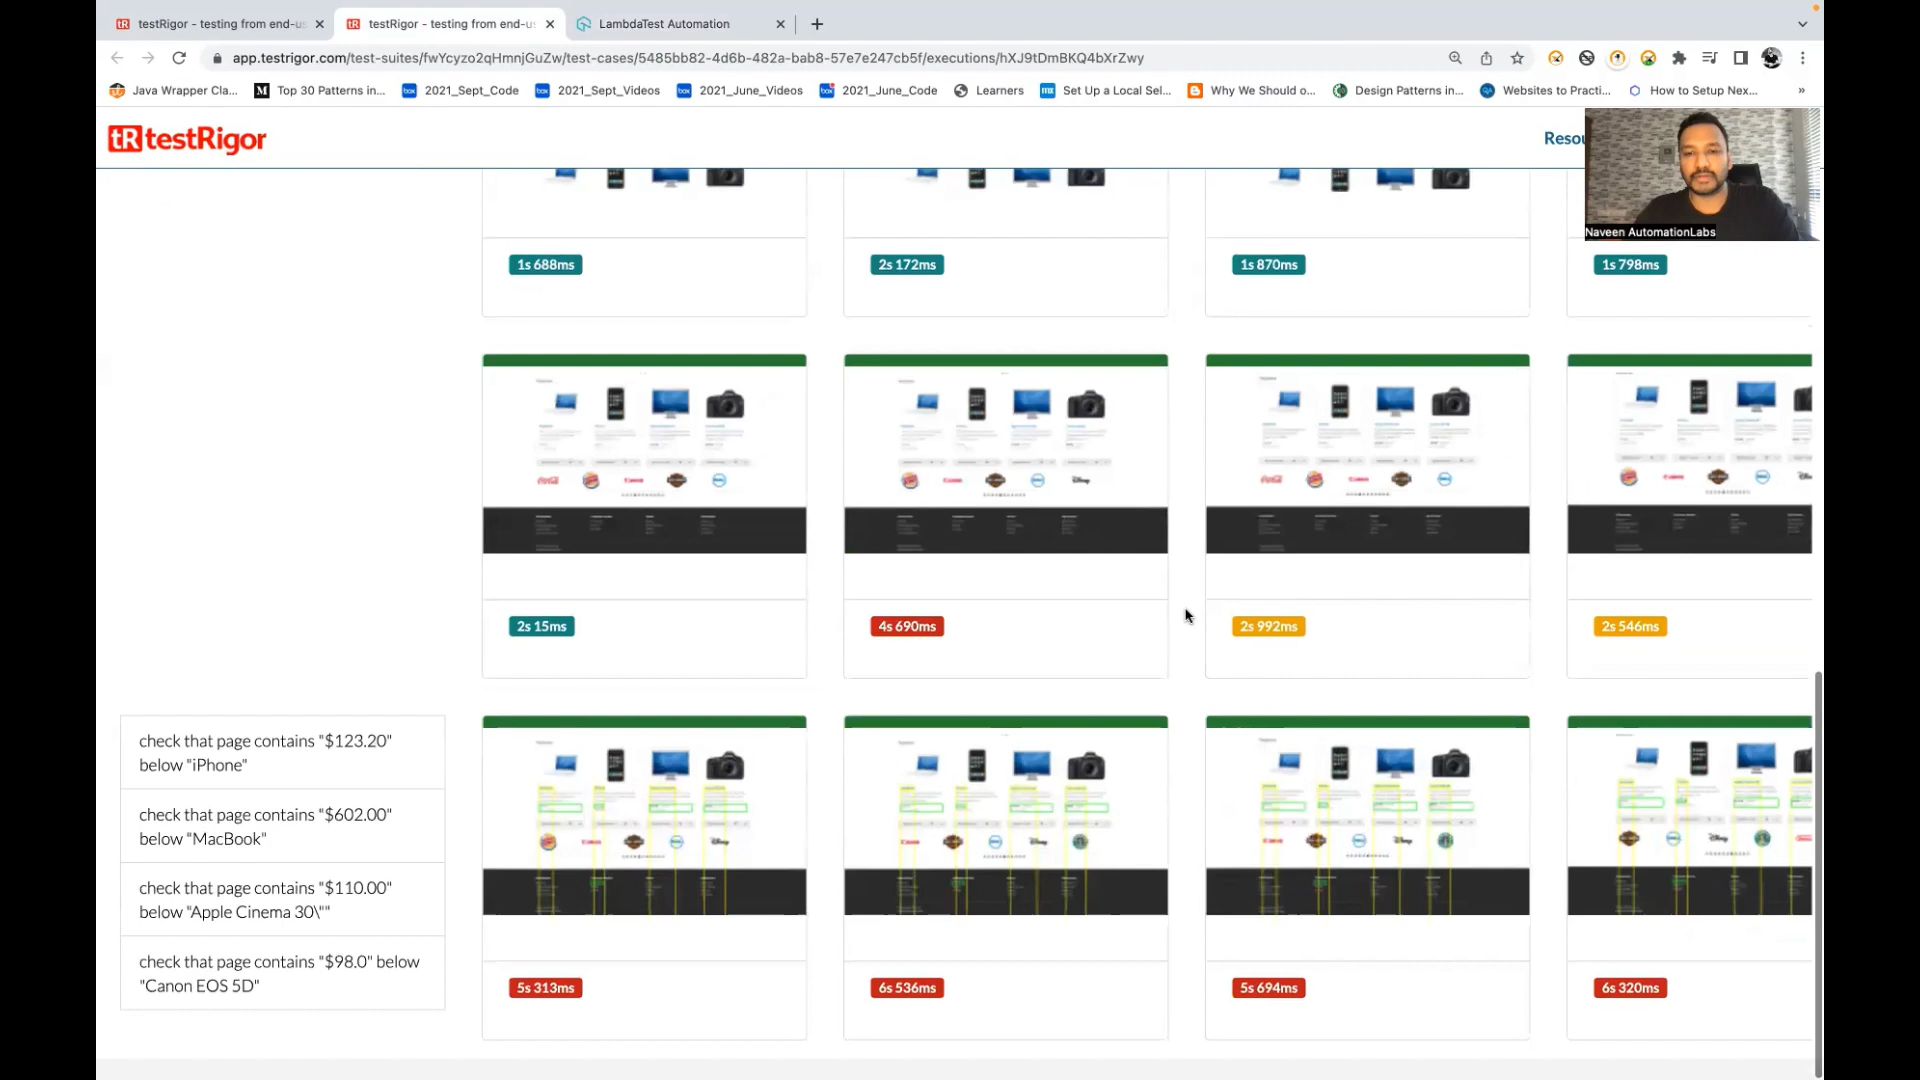 testRigor - testing from end-us
testRigor - testing from end-us
LambdaTest Automation
app.testrigor.com/test-suites/fwYcyzo2qHmnjGuZw/test-cases/5485bb82-4d6b-482a-bab8-57e7e247cb5f/executions/hXJ9tDmBKQ4bXrZwy
Java Wrapper Cla...
Top 30 Patterns in...
2021_Sept_Code
2021_Sept_Videos
2021_June_Videos
2021_June_Code
Learners
Set Up a Local Sel...
Why We Should o...
Design Patterns in...
Websites to Practi...
How to Setup Nex...
»
tR testRigor
Resou
Naveen AutomationLabs
1s 688ms
2s 172ms
1s 870ms
1s 798ms
2s 15ms
4s 690ms
2s 992ms
2s 546ms
check that page contains "$123.20"
below "iPhone"
check that page contains "$602.00"
below "MacBook"
check that page contains "$110.00"
below "Apple Cinema 30\""
check that page contains "$98.0" below
"Canon EOS 5D"
5s 313ms
6s 536ms
5s 694ms
6s 320ms